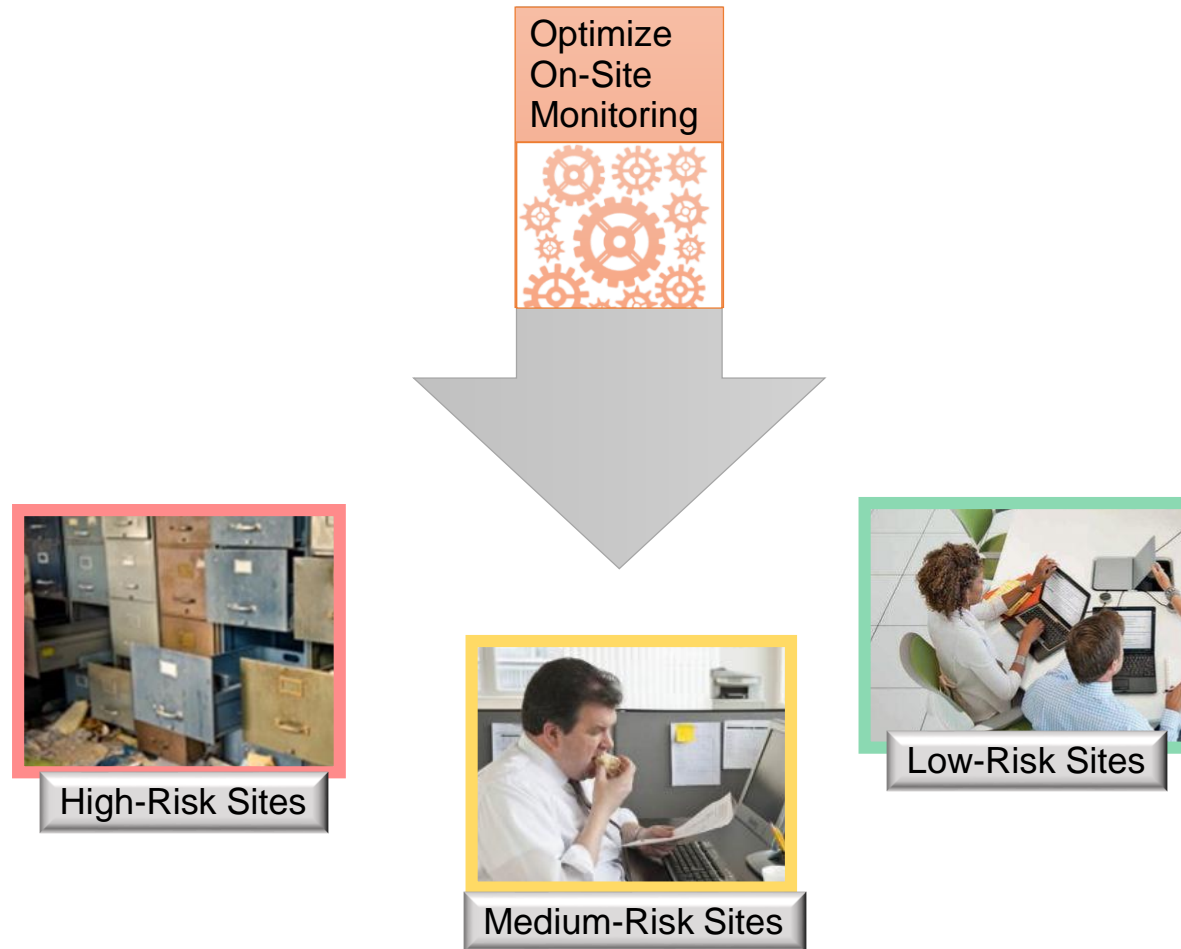 Optimize
On-Site
Monitoring
High-Risk Sites
Medium-Risk Sites
Low-Risk Sites